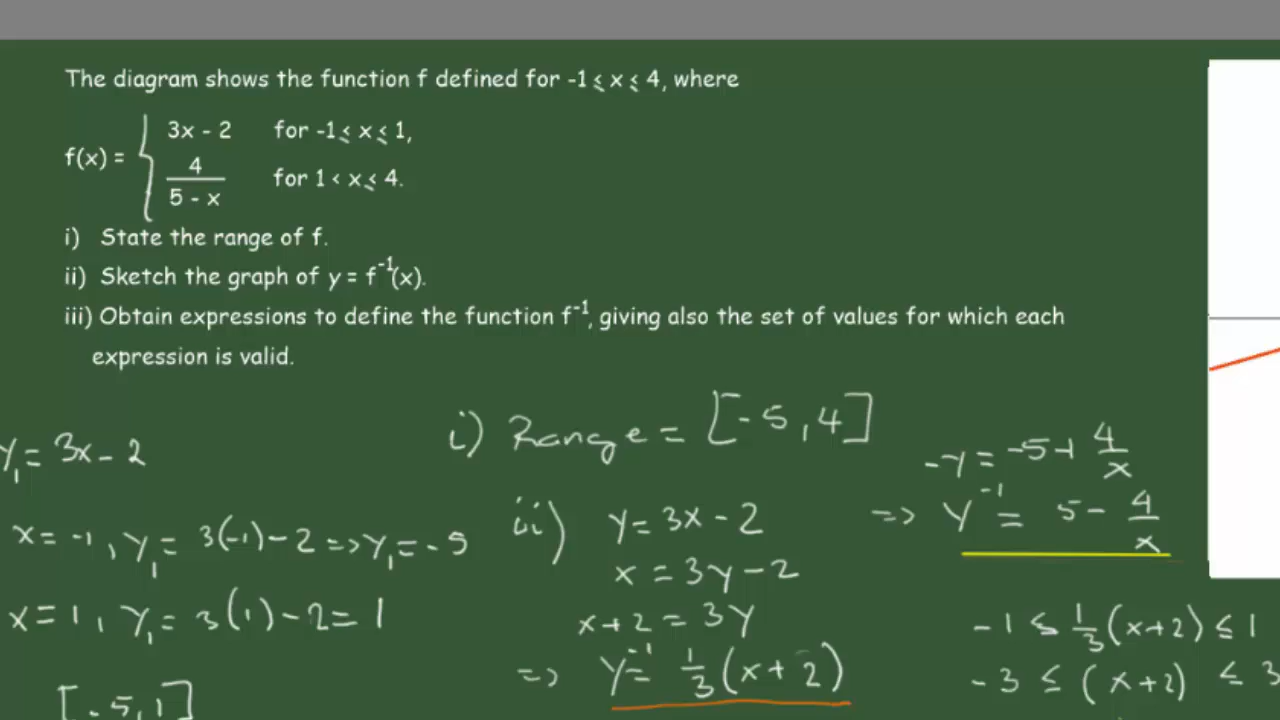 The diagram shows the function f defined for -1 ≤ x ≤ 4, where
f(x) = { 3x - 2 for -1 ≤ x ≤ 1,
4/(5 - x) for 1 < x ≤ 4.
i) State the range of f.
ii) Sketch the graph of y = f⁻¹(x).
iii) Obtain expressions to define the function f⁻¹, giving also the set of values for which each
expression is valid.
Y₁ = 3x - 2
x = -1, Y₁ = 3(-1) - 2 => Y₁ = -5
x = 1, Y₁ = 3(1) - 2 = 1
[-5, 1]
i) Range = [-5, 4]
iii) y = 3x - 2
x = 3y - 2
x + 2 = 3y
=> y⁻¹ = 1/3 (x + 2)
-y = -5 + 4/x
=> y⁻¹ = 5 - 4/x
-1 ≤ 1/3 (x+2) ≤ 1
-3 ≤ (x+2) ≤ 3